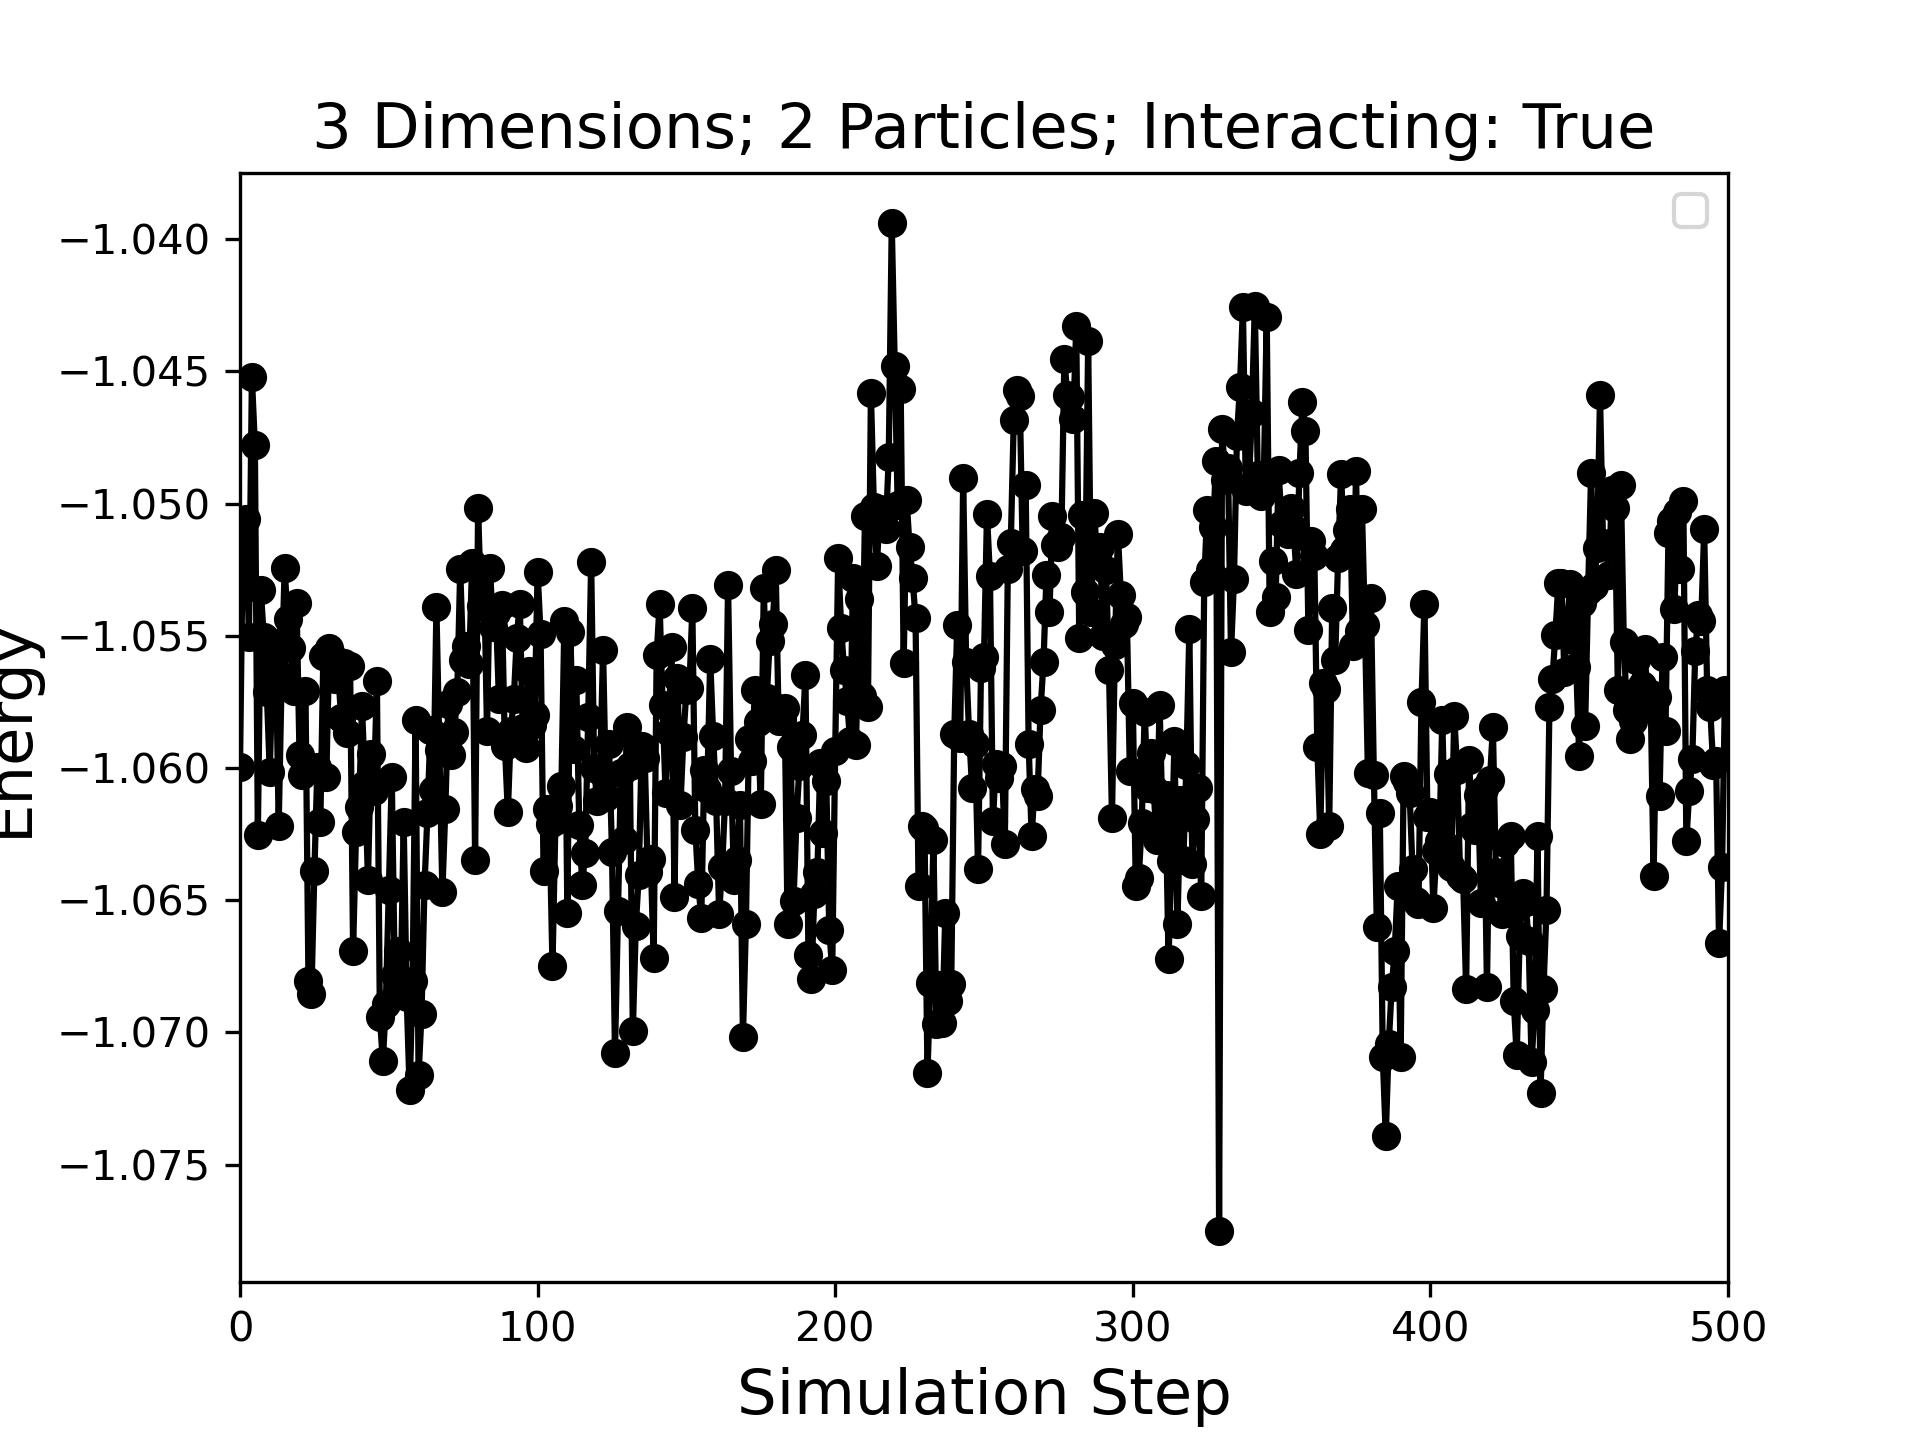 3 Dimensions; 2 Particles; Interacting: True
−1.040
−1.045
−1.050
−1.055
−1.060
−1.065
−1.070
−1.075
Energy
0 100 200 300 400 500
Simulation Step